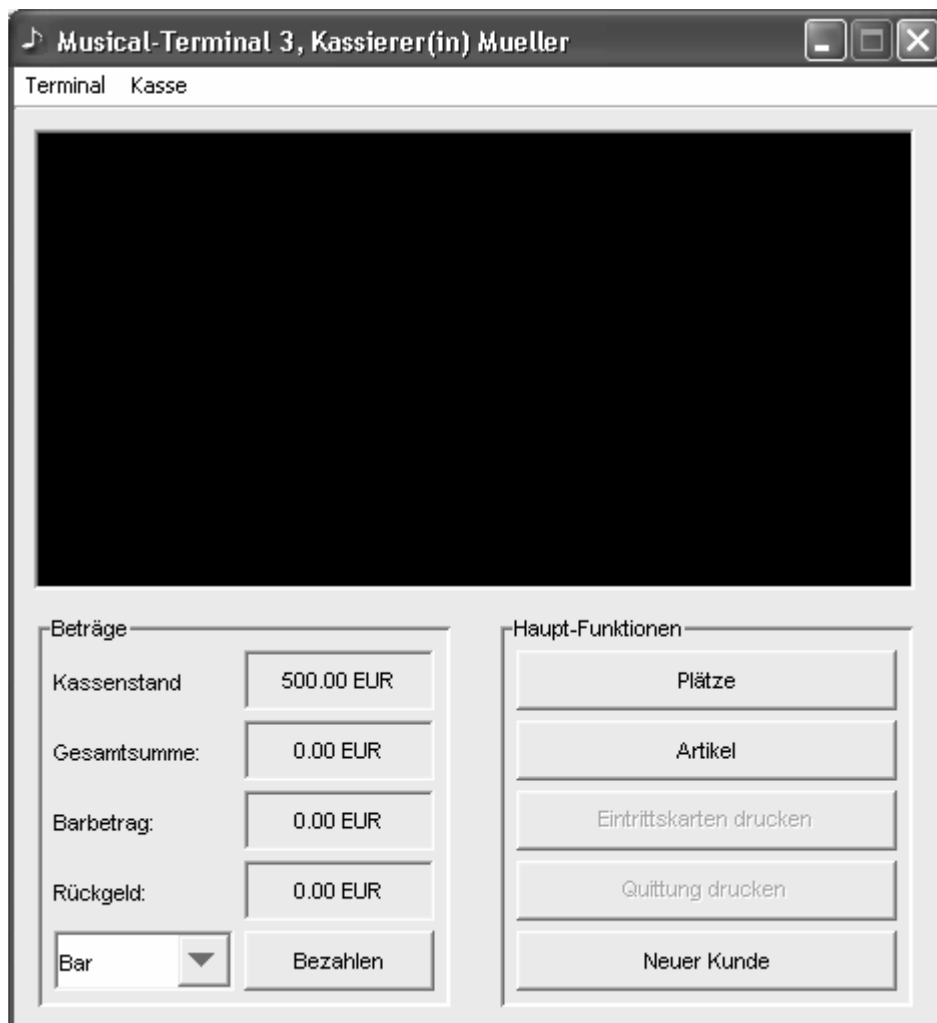 Musical-Terminal 3, Kassierer(in) Mueller
Terminal Kasse
Beträge
Kassenstand 500.00 EUR
Gesamtsumme: 0.00 EUR
Barbetrag: 0.00 EUR
Rückgeld: 0.00 EUR
Bar Bezahlen
Haupt-Funktionen
Plätze
Artikel
Eintrittskarten drucken
Quittung drucken
Neuer Kunde